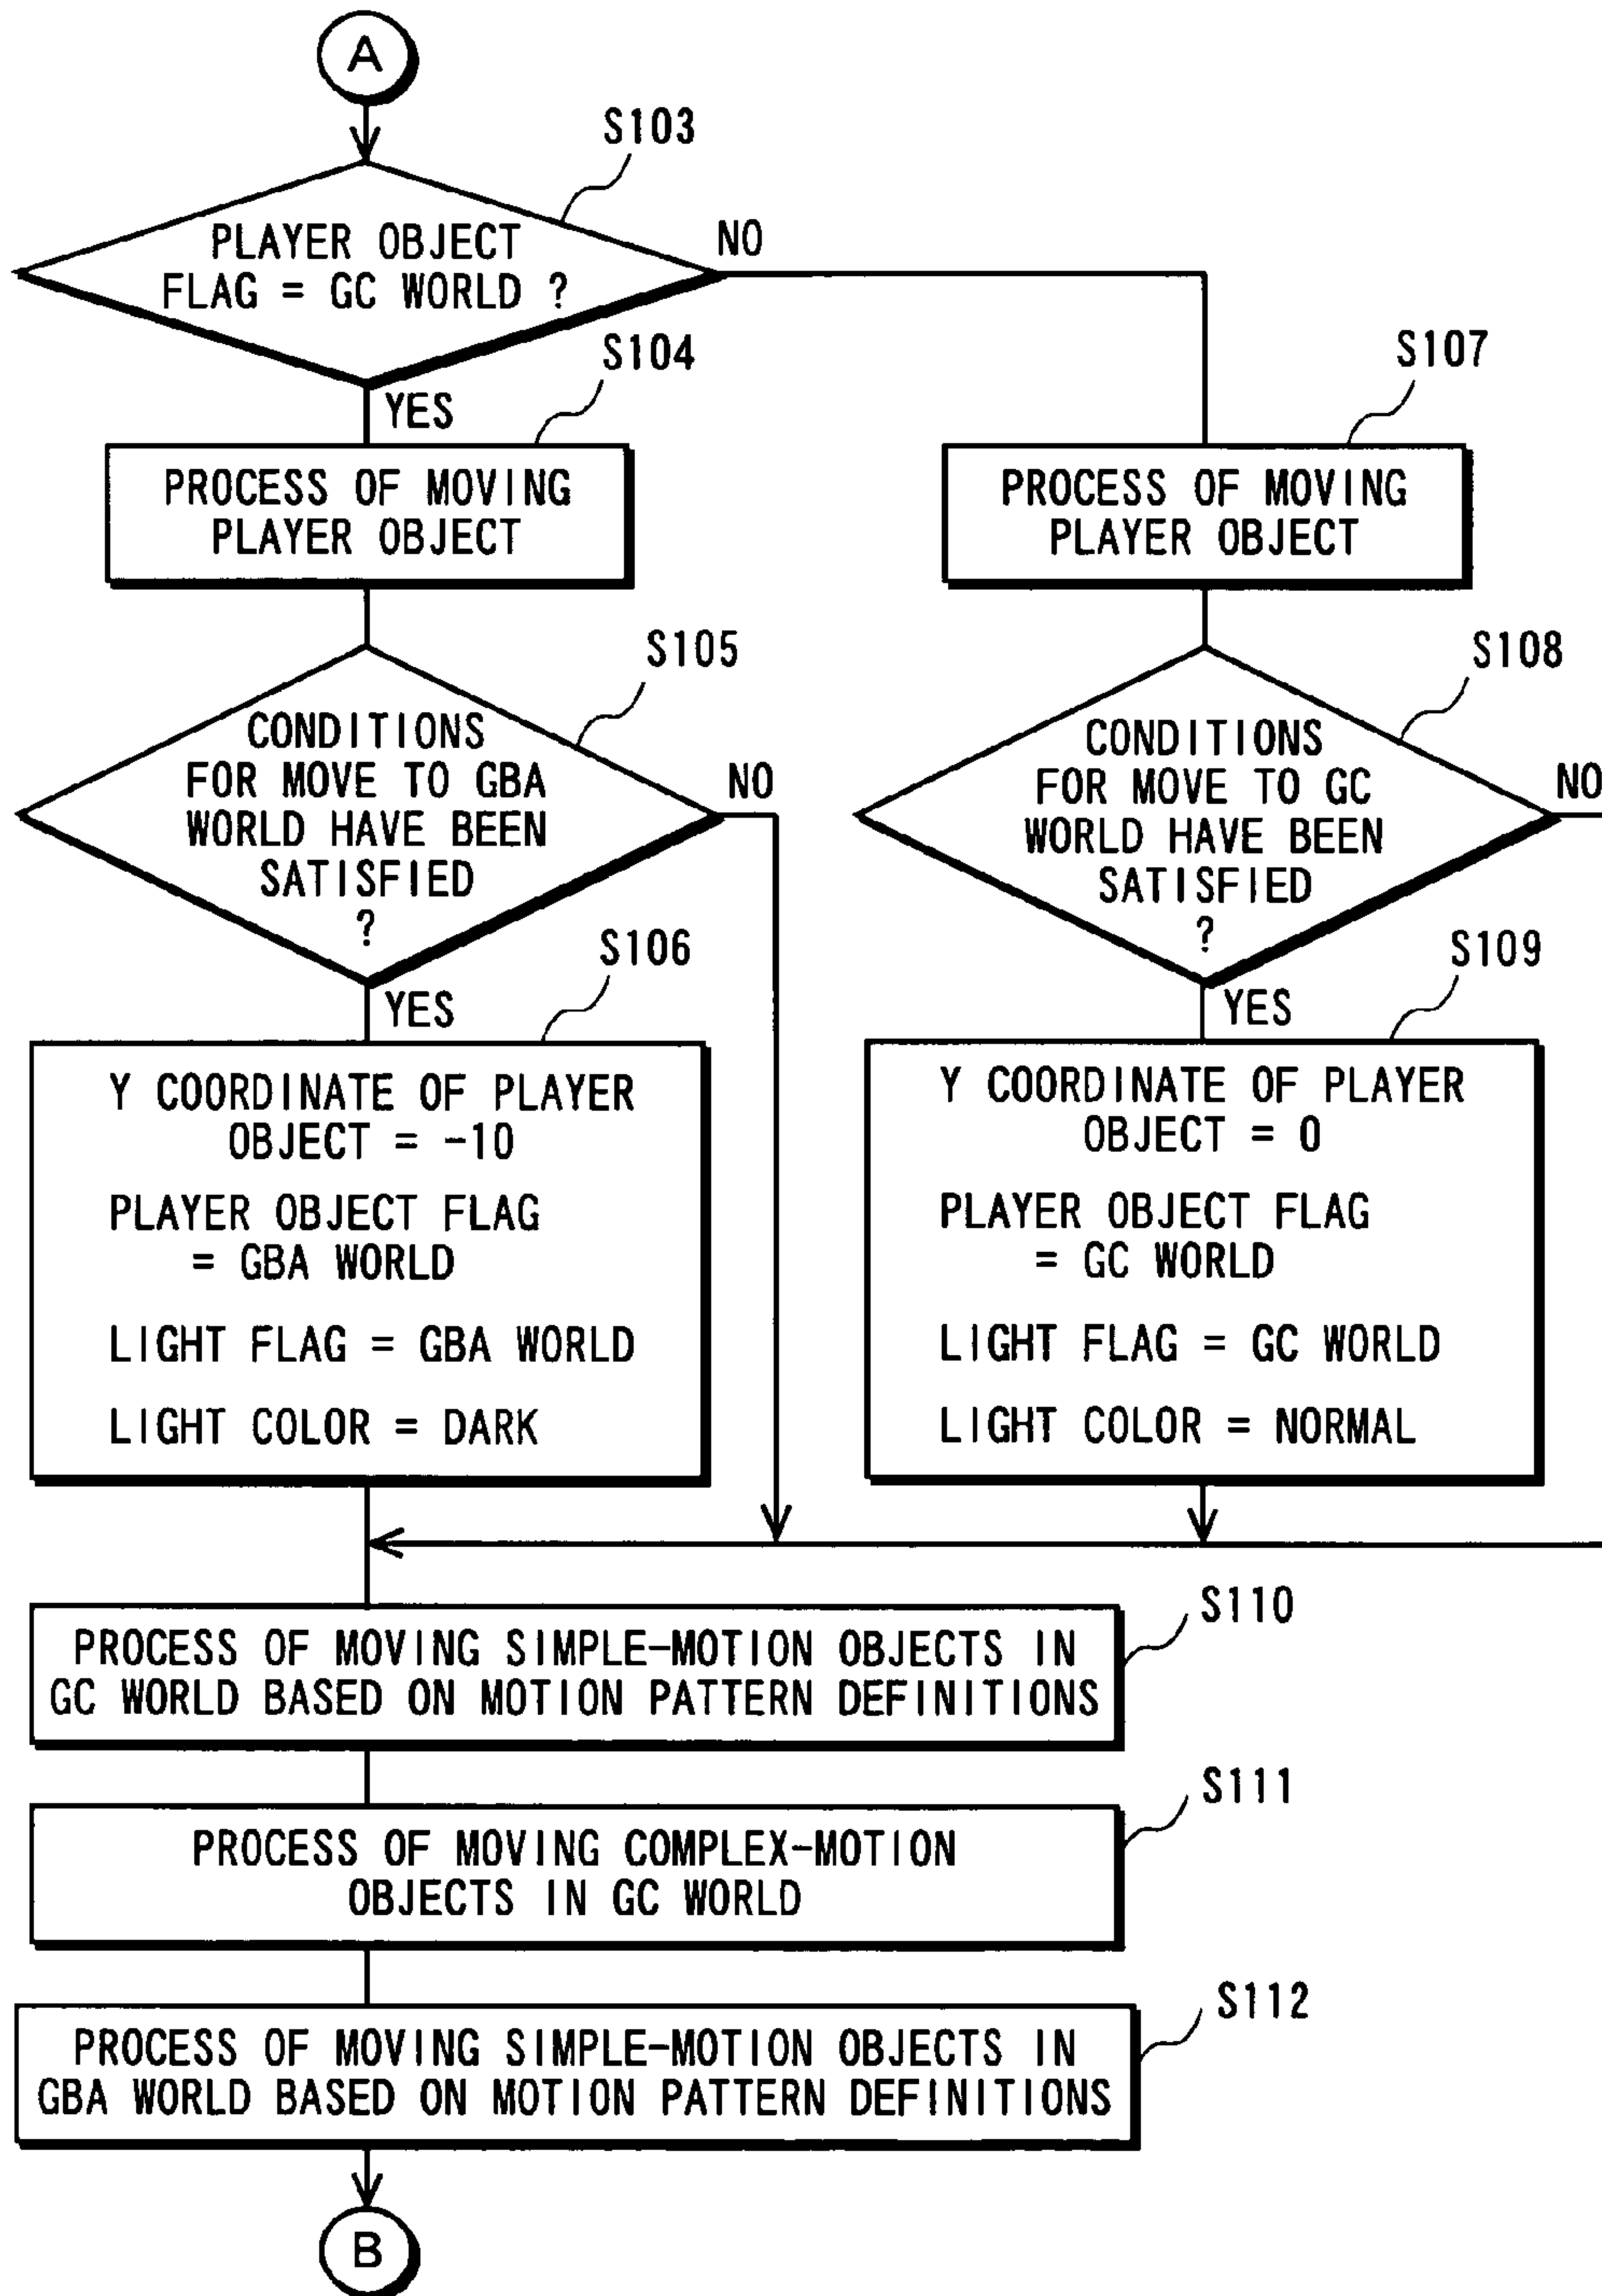 A
S103
PLAYER OBJECT
FLAG = GC WORLD ?
NO
YES
S104
PROCESS OF MOVING
PLAYER OBJECT
S107
PROCESS OF MOVING
PLAYER OBJECT
S105
CONDITIONS
FOR MOVE TO GBA
WORLD HAVE BEEN
SATISFIED
?
NO
YES
S108
CONDITIONS
FOR MOVE TO GC
WORLD HAVE BEEN
SATISFIED
?
NO
YES
S106
Y COORDINATE OF PLAYER
OBJECT = -10
PLAYER OBJECT FLAG
= GBA WORLD
LIGHT FLAG = GBA WORLD
LIGHT COLOR = DARK
S109
Y COORDINATE OF PLAYER
OBJECT = 0
PLAYER OBJECT FLAG
= GC WORLD
LIGHT FLAG = GC WORLD
LIGHT COLOR = NORMAL
S110
PROCESS OF MOVING SIMPLE-MOTION OBJECTS IN
GC WORLD BASED ON MOTION PATTERN DEFINITIONS
S111
PROCESS OF MOVING COMPLEX-MOTION
OBJECTS IN GC WORLD
S112
PROCESS OF MOVING SIMPLE-MOTION OBJECTS IN
GBA WORLD BASED ON MOTION PATTERN DEFINITIONS
B